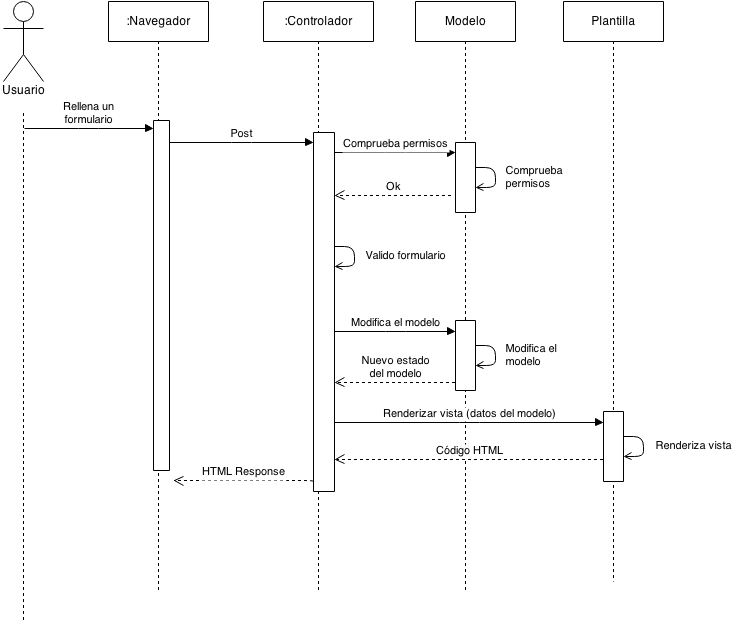 :Navegador
:Controlador
Modelo
Plantilla
Usuario
Rellena un
formulario
Post
Comprueba permisos
Comprueba
permisos
Ok
Valido formulario
Modifica el modelo
Modifica el
modelo
Nuevo estado
del modelo
Renderizar vista (datos del modelo)
Renderiza vista
Código HTML
HTML Response